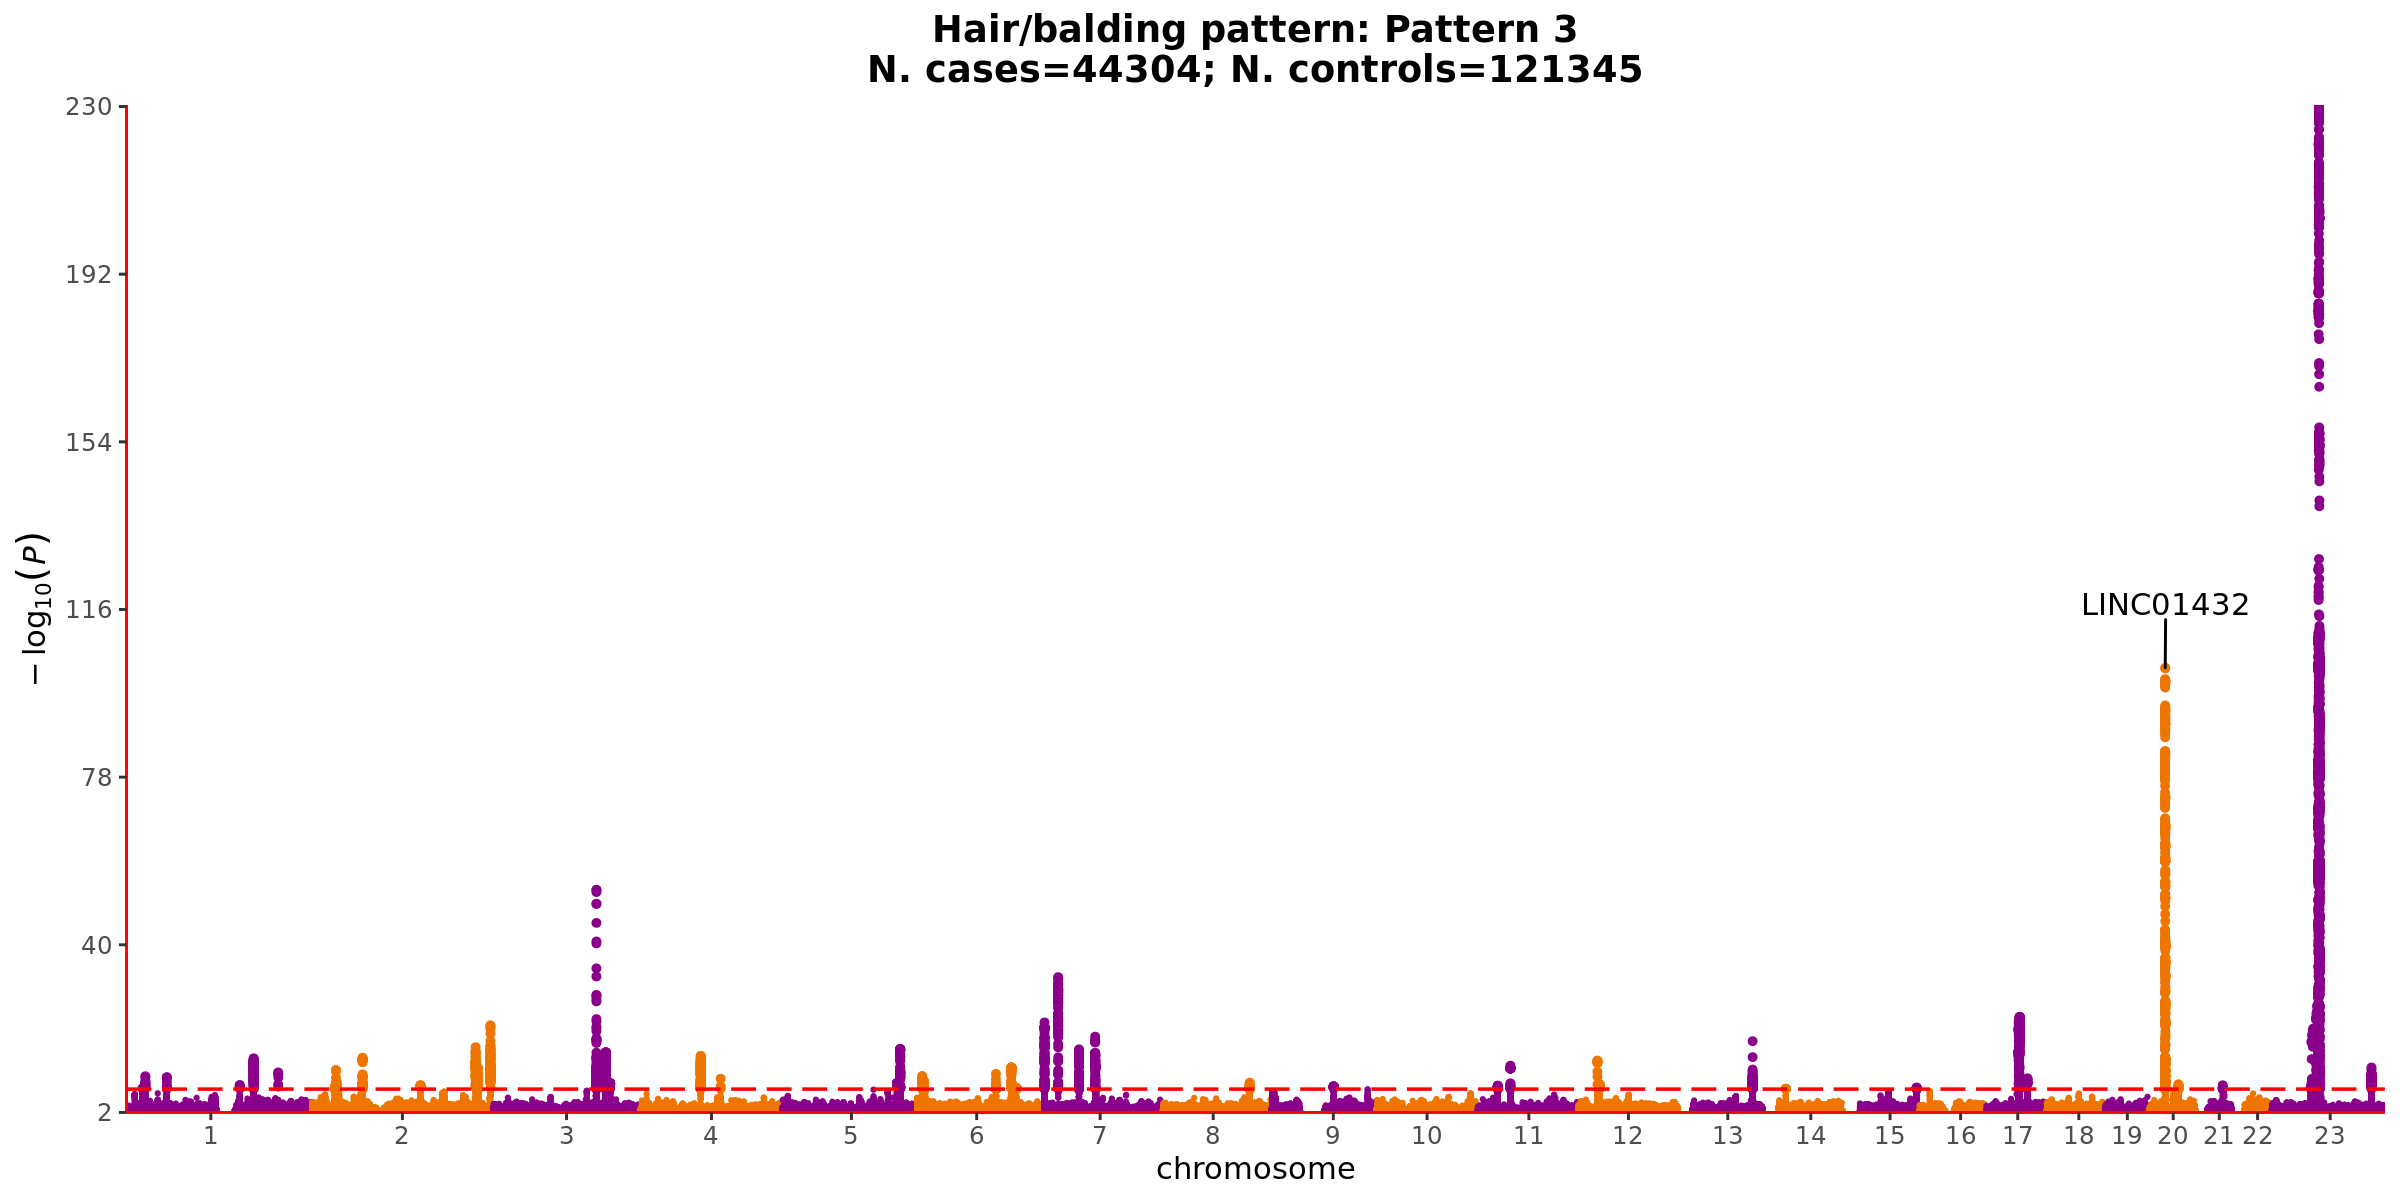 Hair/balding pattern: Pattern 3
N. cases=44304; N. controls=121345
230
192
154
116
78
40
2
−log10(P)
LINC01432
1 2 3 4 5 6 7 8 9 10 11 12 13 14 15 16 17 18 19 20 21 22 23
chromosome